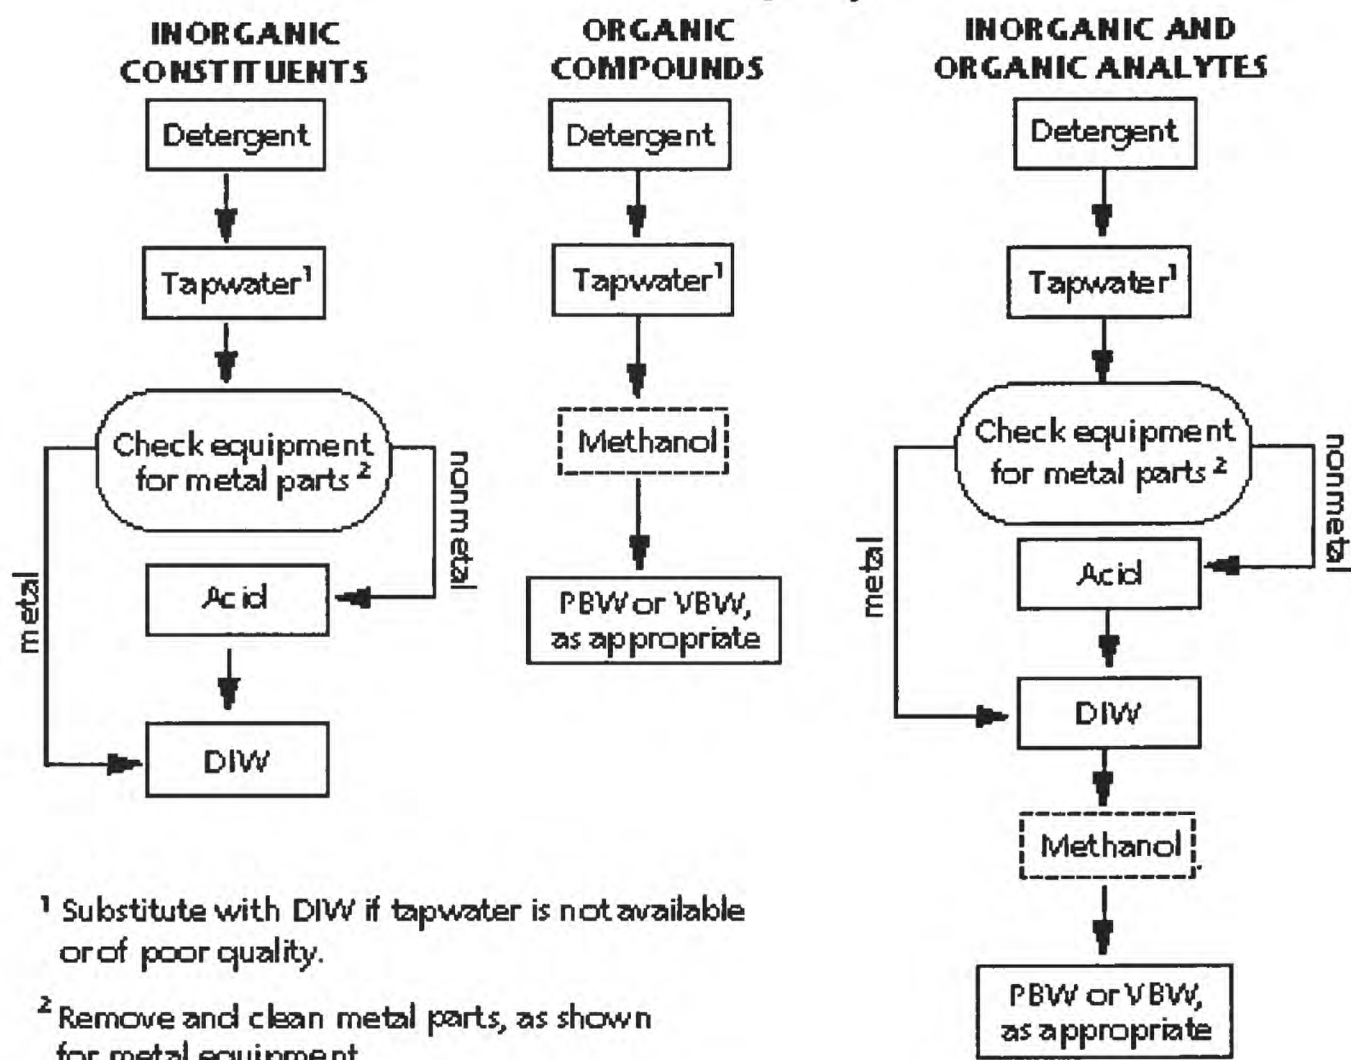 INORGANIC
CONSTITUENTS
Detergent
Tapwater¹
Check equipment
for metal parts ²
metal
nonmetal
Acid
DIW
ORGANIC
COMPOUNDS
Detergent
Tapwater¹
Methanol
PBW or VBW,
as appropriate
INORGANIC AND
ORGANIC ANALYTES
Detergent
Tapwater¹
Check equipment
for metal parts ²
metal
nonmetal
Acid
DIW
Methanol
PBW or VBW,
as appropriate
¹ Substitute with DIW if tapwater is not available
or of poor quality.
² Remove and clean metal parts, as shown
for metal equipment